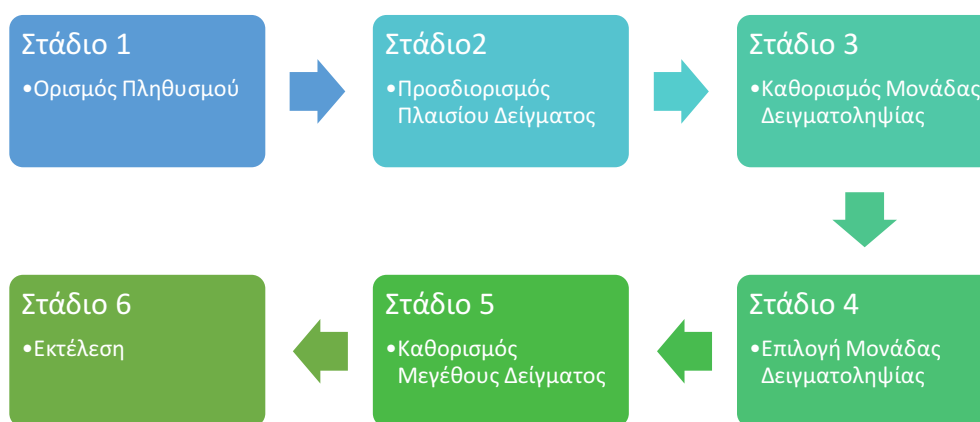 Στάδιο 1
•Ορισμός Πληθυσμού
Στάδιο2
•Προσδιορισμός
Πλαισίου Δείγματος
Στάδιο 3
•Καθορισμός Μονάδας
Δειγματοληψίας
Στάδιο 4
•Επιλογή Μονάδας
Δειγματοληψίας
Στάδιο 5
•Καθορισμός
Μεγέθους Δείγματος
Στάδιο 6
•Εκτέλεση